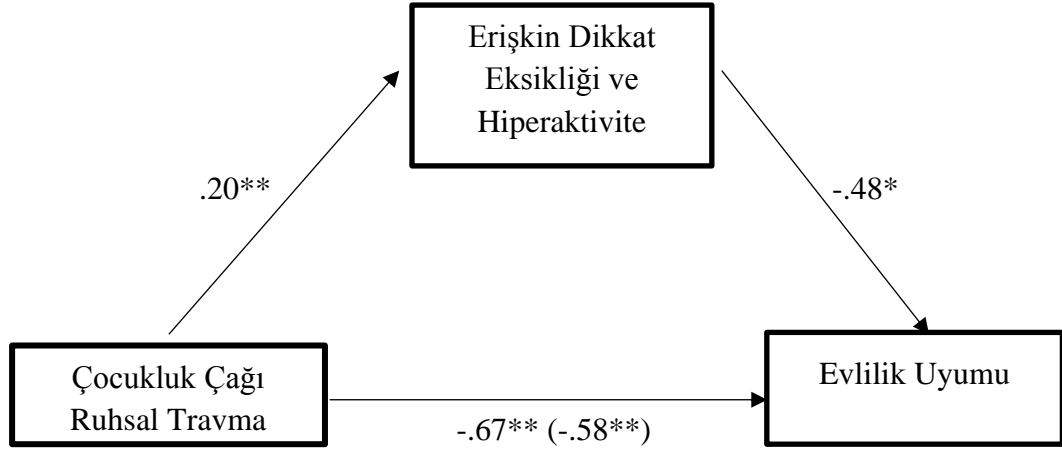 Erişkin Dikkat
Eksikliği ve
Hiperaktivite
.20**
-.48*
Çocukluk Çağı
Ruhsal Travma
Evlilik Uyumu
-.67** (-.58**)